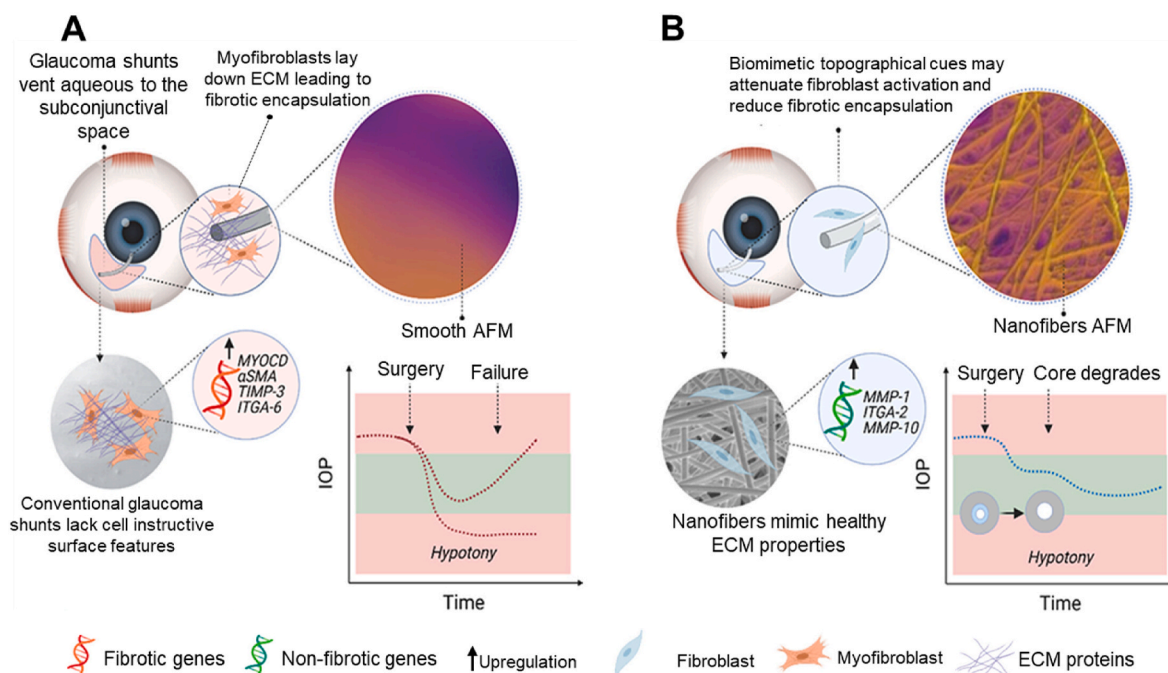 A
Glaucoma shunts
vent aqueous to the
subconjunctival
space
Myofibroblasts lay
down ECM leading to
fibrotic encapsulation
Smooth AFM
MYOCD
αSMA
TIMP-3
ITGA-6
Conventional glaucoma
shunts lack cell instructive
surface features
Surgery
Failure
IOP
Hypotony
Time
B
Biomimetic topographical cues may
attenuate fibroblast activation and
reduce fibrotic encapsulation
Nanofibers AFM
MMP-1
ITGA-2
MMP-10
Nanofibers mimic healthy
ECM properties
Surgery
Core degrades
IOP
Hypotony
Time
Fibrotic genes
Non-fibrotic genes
Upregulation
Fibroblast
Myofibroblast
ECM proteins